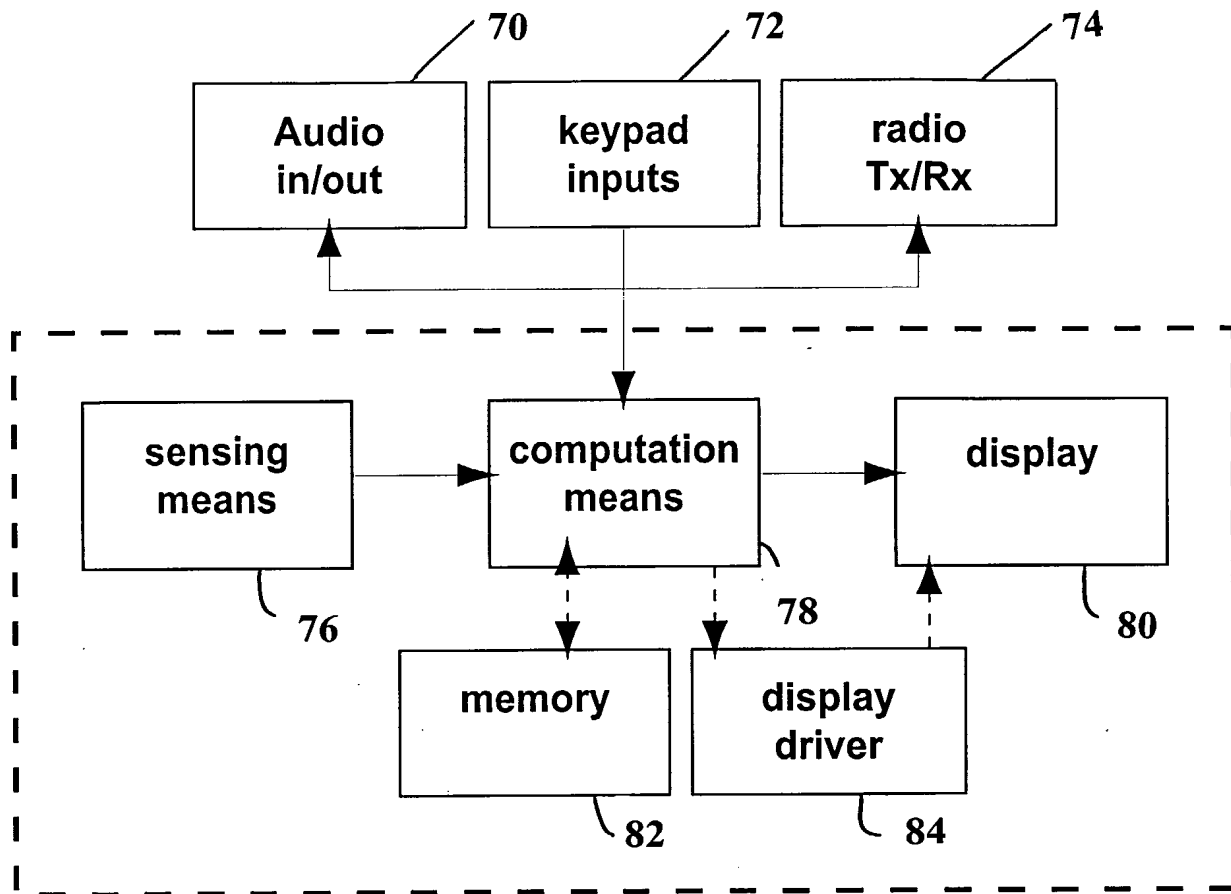 70
72
74
Audio
in/out
keypad
inputs
radio
Tx/Rx
sensing
means
computation
means
display
76
78
80
memory
display
driver
82
84